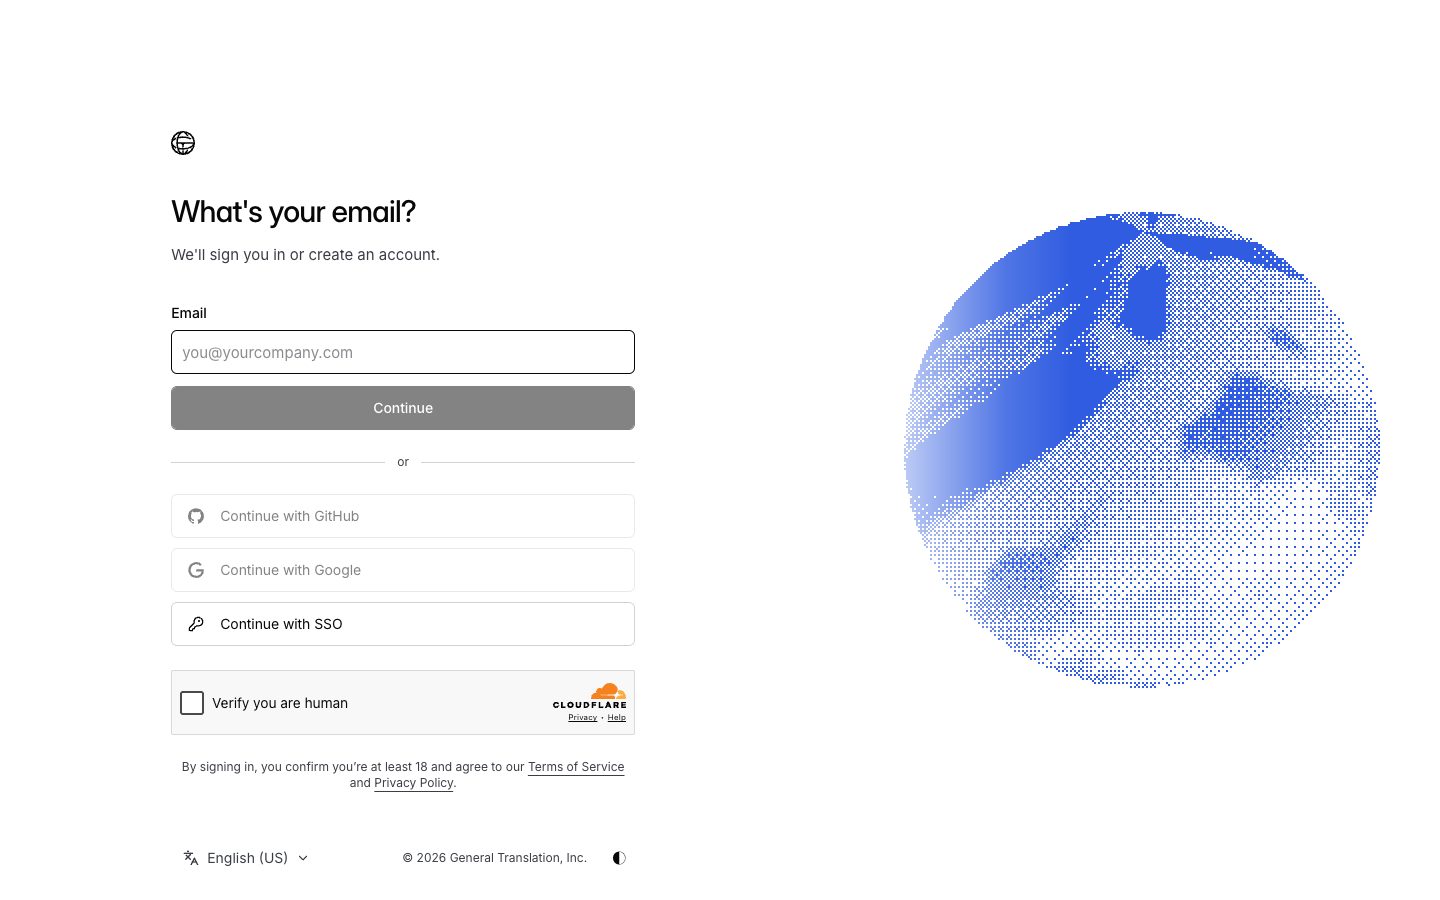 What's your email?
We'll sign you in or create an account.
Email
you@yourcompany.com
Continue
or
Continue with GitHub
Continue with Google
Continue with SSO
Verify you are human
CLOUDFLARE
Privacy • Help
By signing in, you confirm you’re at least 18 and agree to our Terms of Service
and Privacy Policy.
English (US)
© 2026 General Translation, Inc.